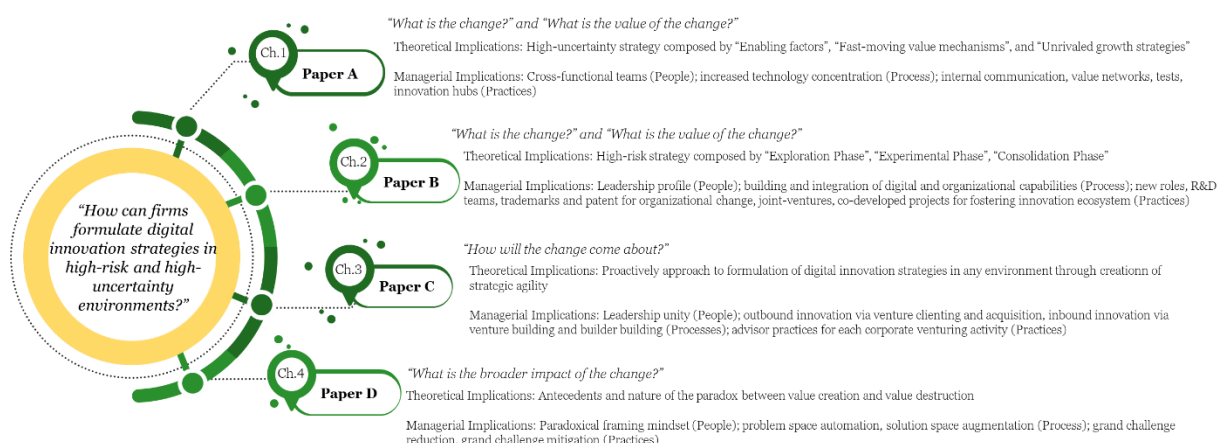 “What is the change?” and “What is the value of the change?”
Ch.1
Paper A
Theoretical Implications: High-uncertainty strategy composed by “Enabling factors”, “Fast-moving value mechanisms”, and “Unrivaled growth strategies”
Managerial Implications: Cross-functional teams (People); increased technology concentration (Process); internal communication, value networks, tests,
innovation hubs (Practices)
“What is the change?” and “What is the value of the change?”
Ch.2
Paper B
Theoretical Implications: High-risk strategy composed by “Exploration Phase”, “Experimental Phase”, “Consolidation Phase”
Managerial Implications: Leadership profile (People); building and integration of digital and organizational capabilities (Process); new roles, R&D
teams, trademarks and patent for organizational change, joint-ventures, co-developed projects for fostering innovation ecosystem (Practices)
“How can firms
formulate digital
innovation strategies in
high-risk and high-
uncertainty
environments?”
“How will the change come about?”
Ch.3
Paper C
Theoretical Implications: Proactively approach to formulation of digital innovation strategies in any environment through creationn of
strategic agility
Managerial Implications: Leadership unity (People); outbound innovation via venture clienting and acquisition, inbound innovation via
venture building and builder building (Processes); advisor practices for each corporate venturing activity (Practices)
“What is the broader impact of the change?”
Ch.4
Paper D
Theoretical Implications: Antecedents and nature of the paradox between value creation and value destruction
Managerial Implications: Paradoxical framing mindset (People); problem space automation, solution space augmentation (Process); grand challenge
reduction, grand challenge mitigation (Practices)